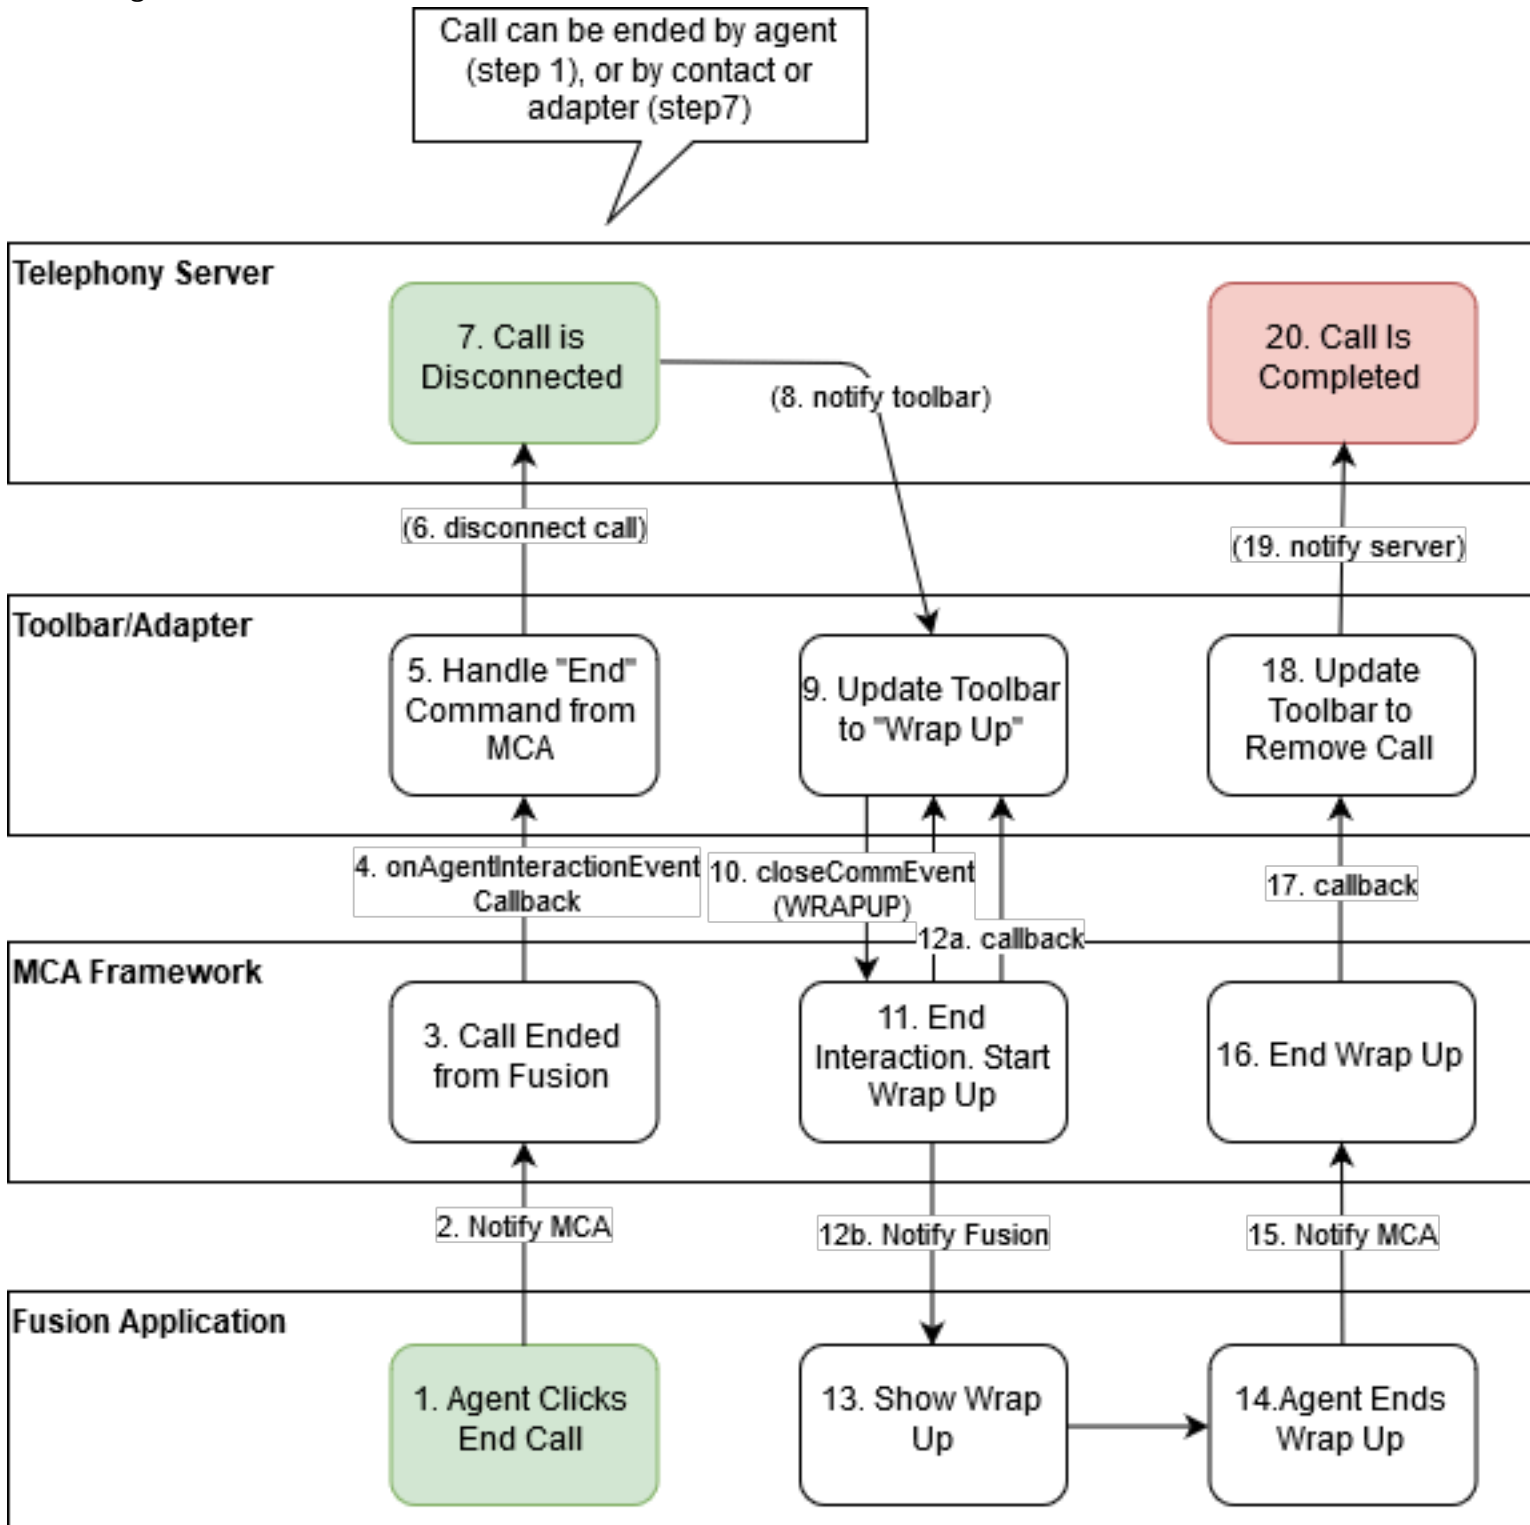 Call can be ended by agent
(step 1), or by contact or
adapter (step7)
Telephony Server
7. Call is
Disconnected
(8. notify toolbar)
20. Call Is
Completed
(6. disconnect call)
(19. notify server)
Toolbar/Adapter
5. Handle "End"
Command from
MCA
9. Update Toolbar
to "Wrap Up"
18. Update
Toolbar to
Remove Call
4. onAgentInteractionEvent
Callback
10. closeCommEvent
(WRAPUP)
12a. callback
17. callback
MCA Framework
3. Call Ended
from Fusion
11. End
Interaction. Start
Wrap Up
16. End Wrap Up
2. Notify MCA
12b. Notify Fusion
15. Notify MCA
Fusion Application
1. Agent Clicks
End Call
13. Show Wrap
Up
14.Agent Ends
Wrap Up